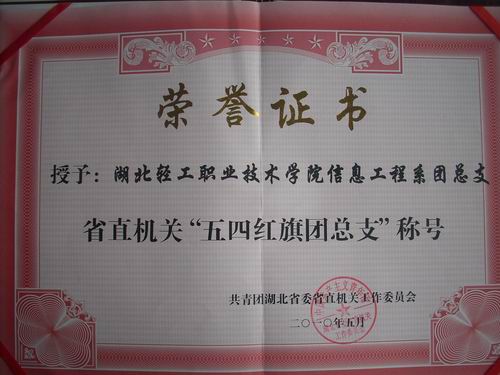 荣誉证书
授予：湖北轻工职业技术学院信息工程系团总支
省直机关“五四红旗团总支”称号
共青团湖北省委省直机关工作委员会
二〇一〇年五月